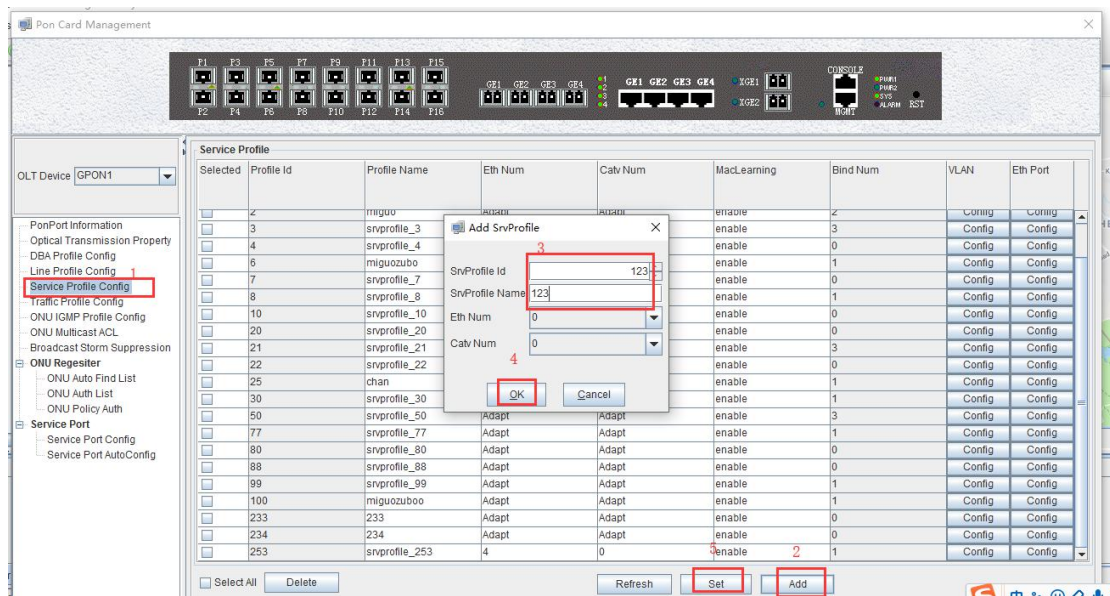 Pon Card Management
P1 P3 P5 P7 P9 P11 P13 P15
P2 P4 P6 P8 P10 P12 P14 P16
GE1 GE2 GE3 GE4
1
2
3
4
GE1 GE2 GE3 GE4
XGE1
XGE2
CONSOLE
MGMT
PWR1
PWR2
SYS
ALARM
RST
OLT Device GPON1
PonPort Information
Optical Transmission Property
DBA Profile Config
Line Profile Config
1
Service Profile Config
Traffic Profile Config
ONU IGMP Profile Config
ONU Multicast ACL
Broadcast Storm Suppression
ONU Regesiter
ONU Auto Find List
ONU Auth List
ONU Policy Auth
Service Port
Service Port Config
Service Port AutoConfig
Service Profile
Selected Profile Id Profile Name Eth Num Catv Num MacLearning Bind Num VLAN Eth Port
2 miguo Adapt Adapt enable 2 Config Config
3 srvprofile_3 enable 3 Config Config
4 srvprofile_4 enable 0 Config Config
6 miguozubo enable 1 Config Config
7 srvprofile_7 enable 0 Config Config
8 srvprofile_8 enable 1 Config Config
10 srvprofile_10 enable 0 Config Config
20 srvprofile_20 enable 0 Config Config
21 srvprofile_21 enable 3 Config Config
22 srvprofile_22 enable 0 Config Config
25 chan enable 1 Config Config
30 srvprofile_30 enable 1 Config Config
50 srvprofile_50 Adapt Adapt enable 3 Config Config
77 srvprofile_77 Adapt Adapt enable 1 Config Config
80 srvprofile_80 Adapt Adapt enable 0 Config Config
88 srvprofile_88 Adapt Adapt enable 0 Config Config
99 srvprofile_99 Adapt Adapt enable 1 Config Config
100 miguozuboo Adapt Adapt enable 1 Config Config
233 233 Adapt Adapt enable 0 Config Config
234 234 Adapt Adapt enable 0 Config Config
253 srvprofile_253 4 0 enable 1 Config Config
Add SrvProfile
3
SrvProfile Id 123
SrvProfile Name 123
Eth Num 0
Catv Num 0
4
OK Cancel
5 2
Select All Delete Refresh Set Add
中